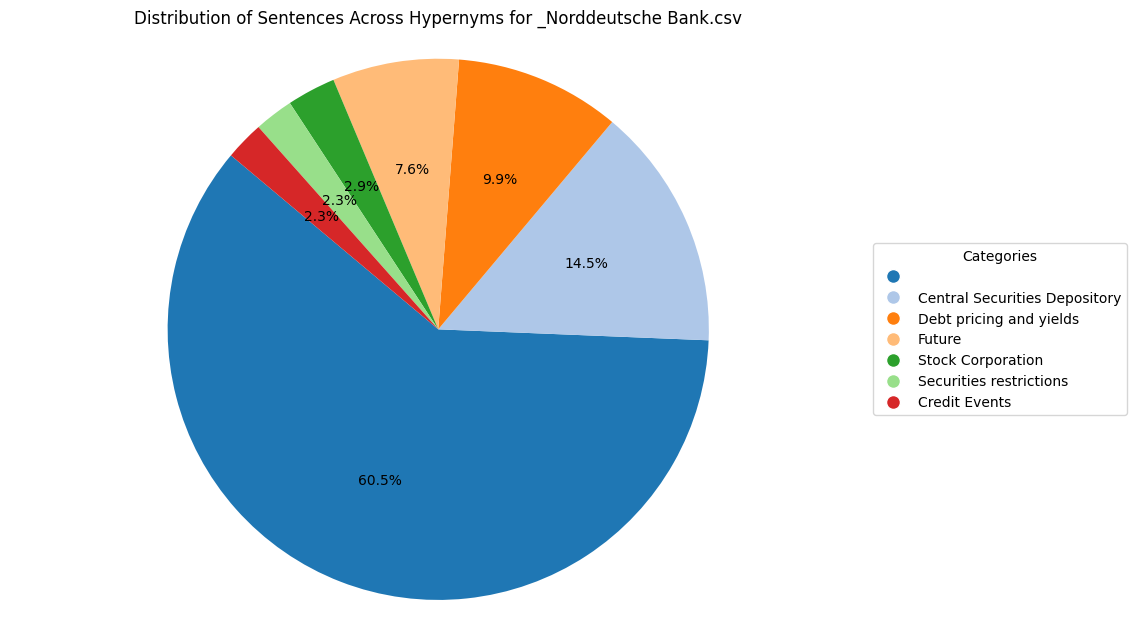 Distribution of Sentences Across Hypernyms for _Norddeutsche Bank.csv
7.6%
9.9%
2.9%
2.3%
2.3%
14.5%
60.5%
Categories
Central Securities Depository
Debt pricing and yields
Future
Stock Corporation
Securities restrictions
Credit Events